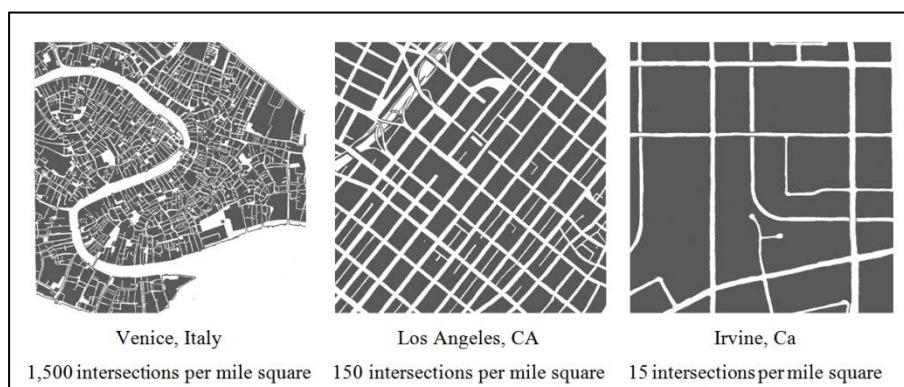 Venice, Italy
1,500 intersections per mile square
Los Angeles, CA
150 intersections per mile square
Irvine, Ca
15 intersections per mile square